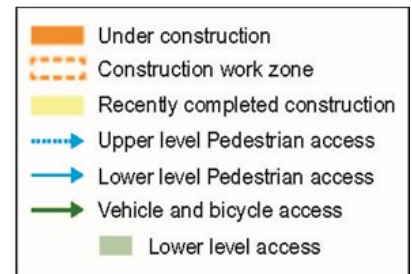 Under construction
Construction work zone
Recently completed construction
Upper level Pedestrian access
Lower level Pedestrian access
Vehicle and bicycle access
Lower level access